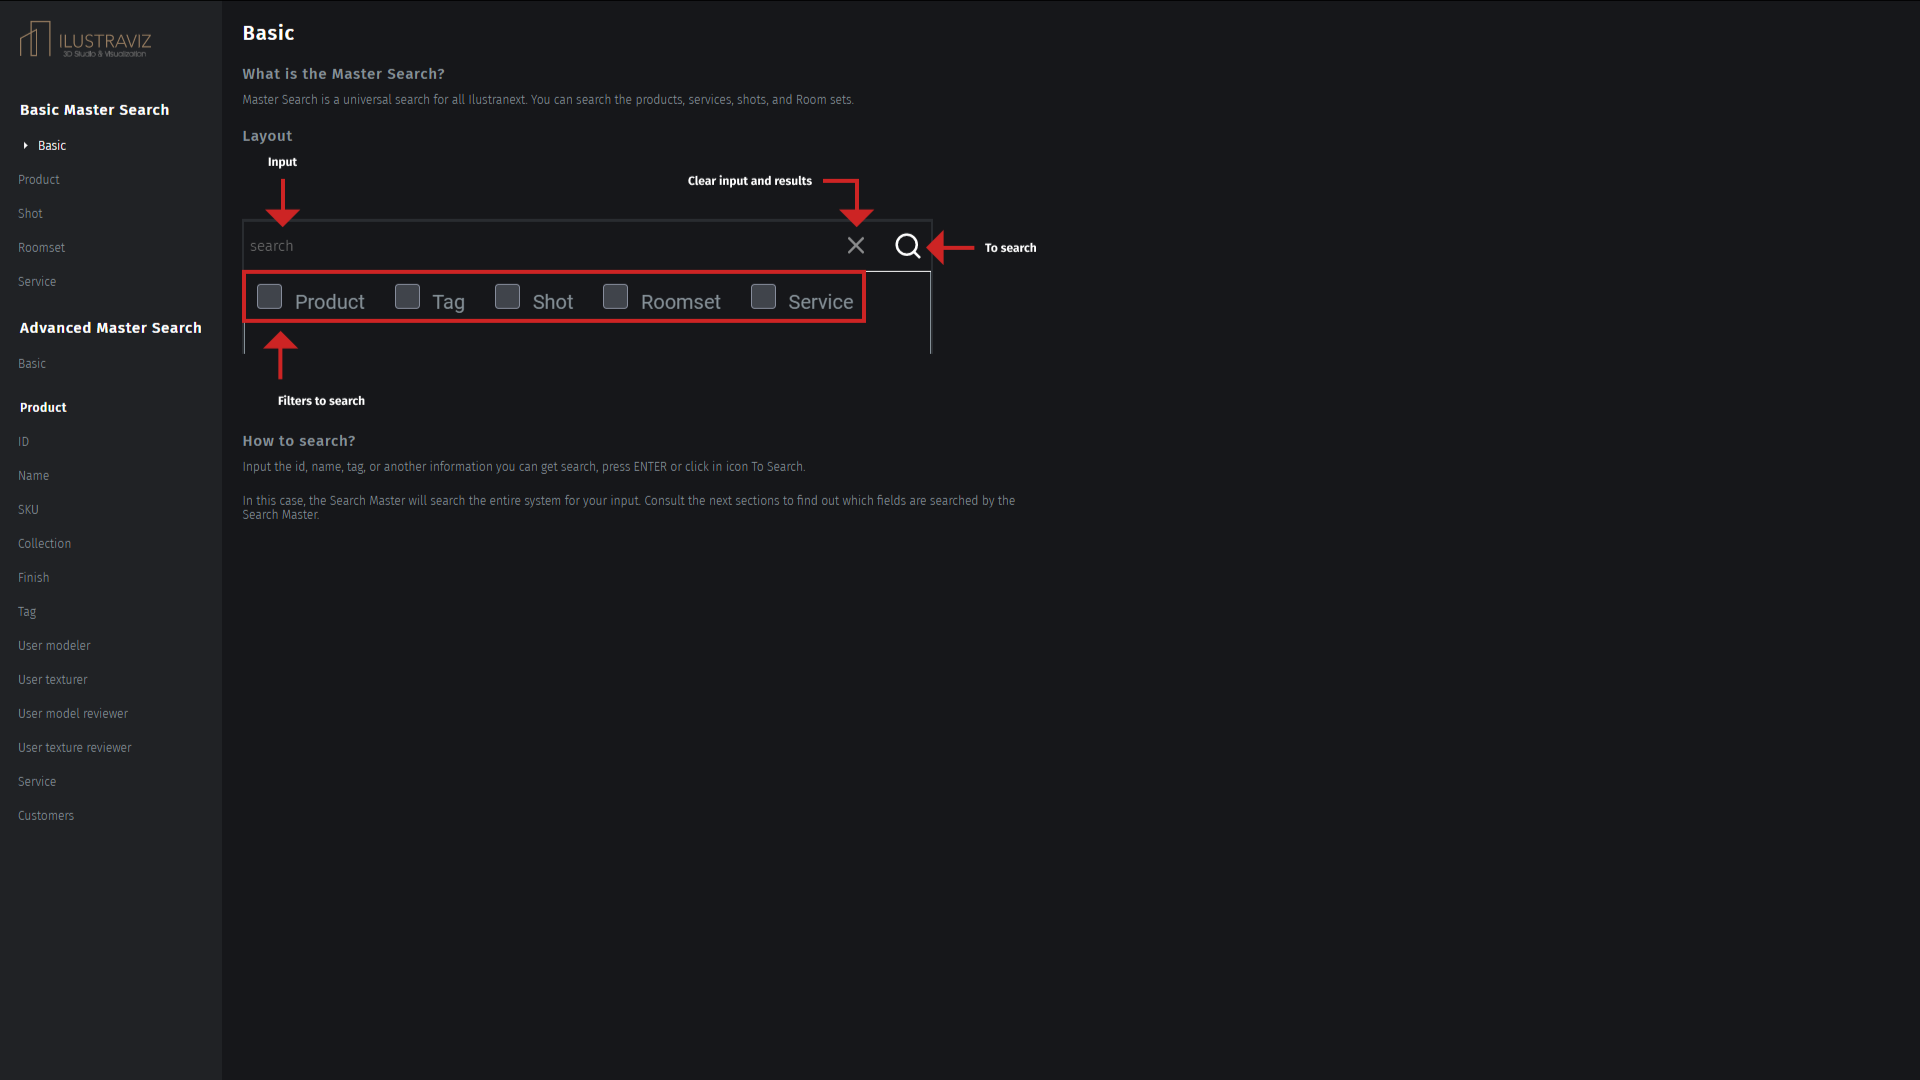 ILUSTRAVIZ
3D Studio & Visualization
Basic Master Search
Basic
Product
Shot
Roomset
Service
Advanced Master Search
Basic
Product
ID
Name
SKU
Collection
Finish
Tag
User modeler
User texturer
User model reviewer
User texture reviewer
Service
Customers
Basic
What is the Master Search?
Master Search is a universal search for all Ilustranext. You can search the products, services, shots, and Room sets.
Layout
Input
Clear input and results
search
To search
Product Tag Shot Roomset Service
Filters to search
How to search?
Input the id, name, tag, or another information you can get search, press ENTER or click in icon To Search.
In this case, the Search Master will search the entire system for your input. Consult the next sections to find out which fields are searched by the
Search Master.